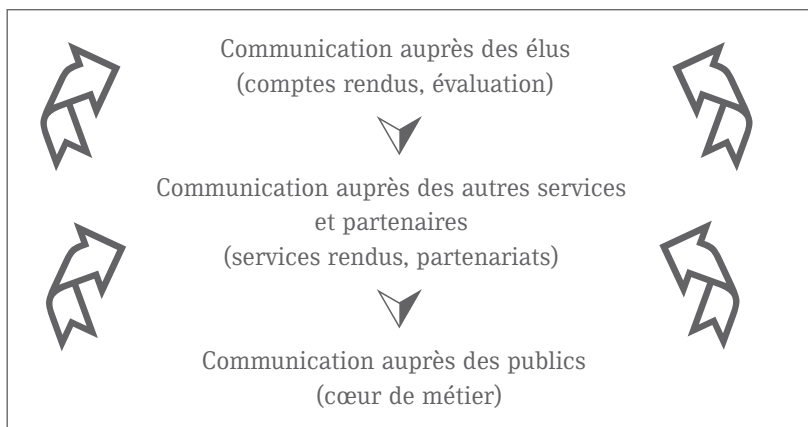 Communication auprès des élus
(comptes rendus, évaluation)
Communication auprès des autres services
et partenaires
(services rendus, partenariats)
Communication auprès des publics
(cœur de métier)